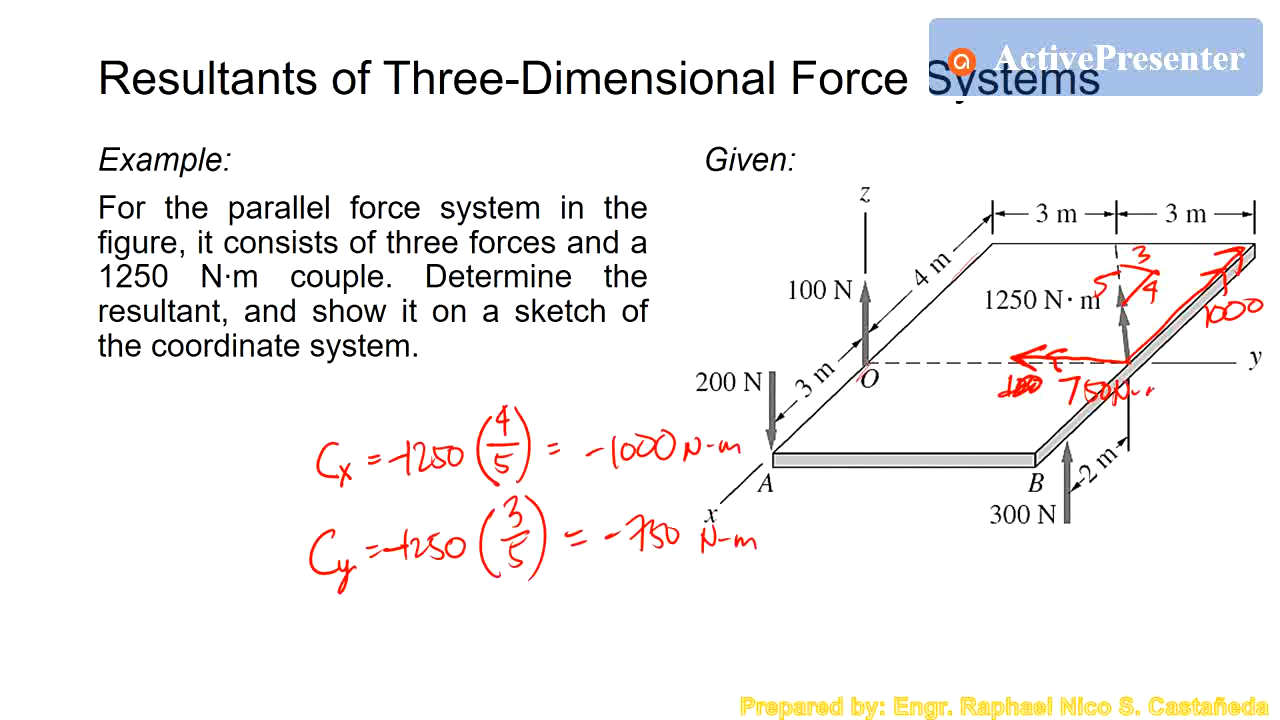 ActivePresenter
Resultants of Three-Dimensional Force Systems
Example:
For the parallel force system in the
figure, it consists of three forces and a
1250 N·m couple. Determine the
resultant, and show it on a sketch of
the coordinate system.
Given:
z
3 m
3 m
4 m
100 N
1250 N·m
5
3
4
1000
y
O
750 N-
200 N
3 m
A
B
2 m
x
300 N
Cx = -1250 (4/5) = -1000 N-m
Cy = -1250 (3/5) = -750 N-m
Prepared by: Engr. Raphael Nico S. Castañeda